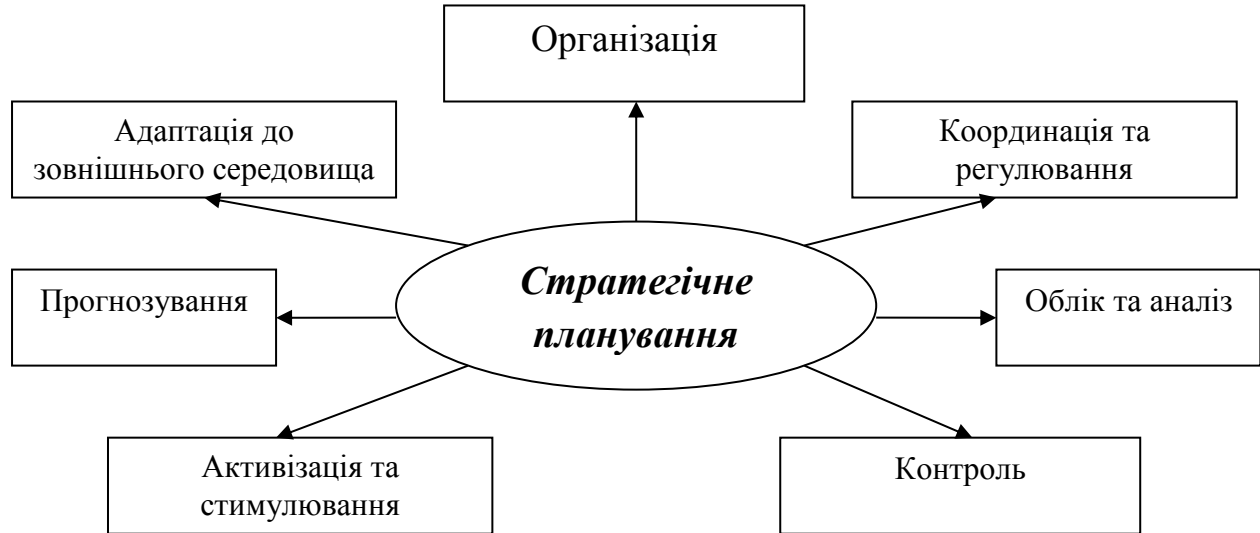 Організація
Адаптація до
зовнішнього середовища
Координація та
регулювання
Стратегічне
планування
Прогнозування
Облік та аналіз
Активізація та
стимулювання
Контроль